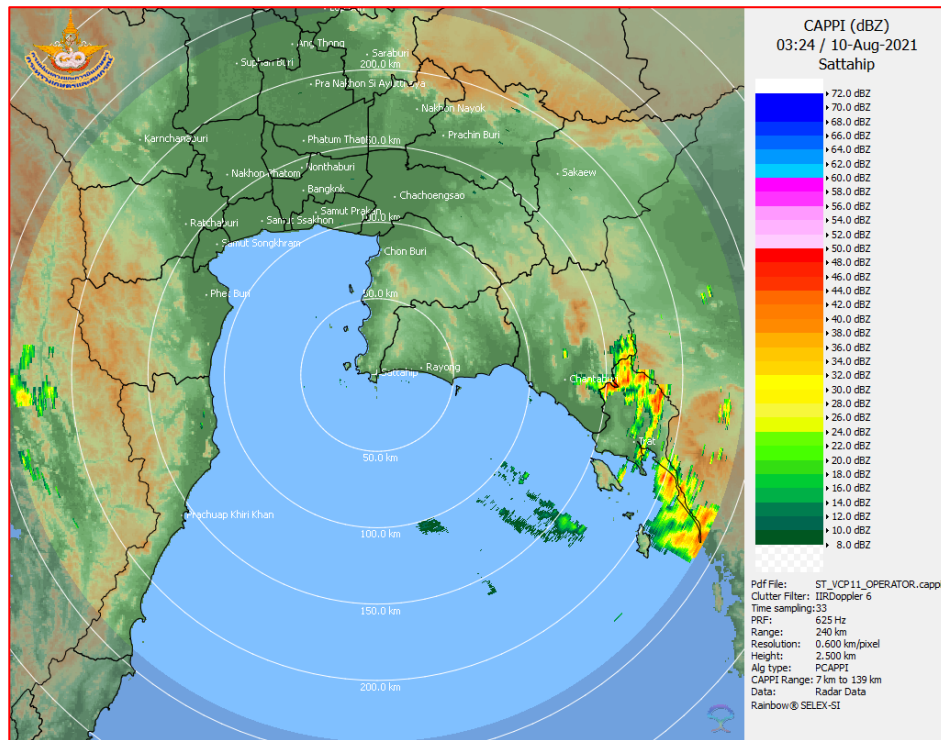 CAPPI (dBZ)
03:24 / 10-Aug-2021
Sattahip
72.0 dBZ
70.0 dBZ
68.0 dBZ
66.0 dBZ
64.0 dBZ
62.0 dBZ
60.0 dBZ
58.0 dBZ
56.0 dBZ
54.0 dBZ
52.0 dBZ
50.0 dBZ
48.0 dBZ
46.0 dBZ
44.0 dBZ
42.0 dBZ
40.0 dBZ
38.0 dBZ
36.0 dBZ
34.0 dBZ
32.0 dBZ
30.0 dBZ
28.0 dBZ
26.0 dBZ
24.0 dBZ
22.0 dBZ
20.0 dBZ
18.0 dBZ
16.0 dBZ
14.0 dBZ
12.0 dBZ
10.0 dBZ
8.0 dBZ
Pdf File: ST_VCP11_OPERATOR.cappi
Clutter Filter: IIRDoppler 6
Time sampling:33
PRF: 625 Hz
Range: 240 km
Resolution: 0.600 km/pixel
Height: 2.500 km
Alg type: PCAPPI
CAPPI Range: 7 km to 139 km
Data: Radar Data
Rainbow® SELEX-SI
Ang Thong
Saraburi
Suphan Buri
200.0 km
Pra Nakhon Si Ayutthaya
Nakhon Nayok
Karnchanaburi
Phatum Thani
Prachin Buri
Nonthaburi
Nakhon Phatom
Sakaew
Bangkok
Chachoengsao
Samut Prakan
Ratchaburi
Samut Ssakhon
Samut Songkhram
Chon Buri
Phet Buri
Rayong
Sattahip
Trat
50.0 km
Prachuap Khiri Khan
100.0 km
150.0 km
200.0 km